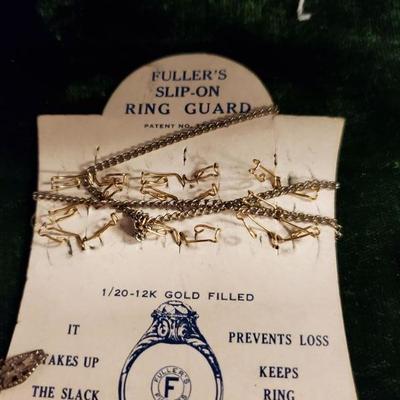 FULLER'S
SLIP-ON
RING GUARD
PATENT NO.
1/20-12K GOLD FILLED
IT
TAKES UP
THE SLACK
PREVENTS LOSS
KEEPS
RING
FULLER'S
F